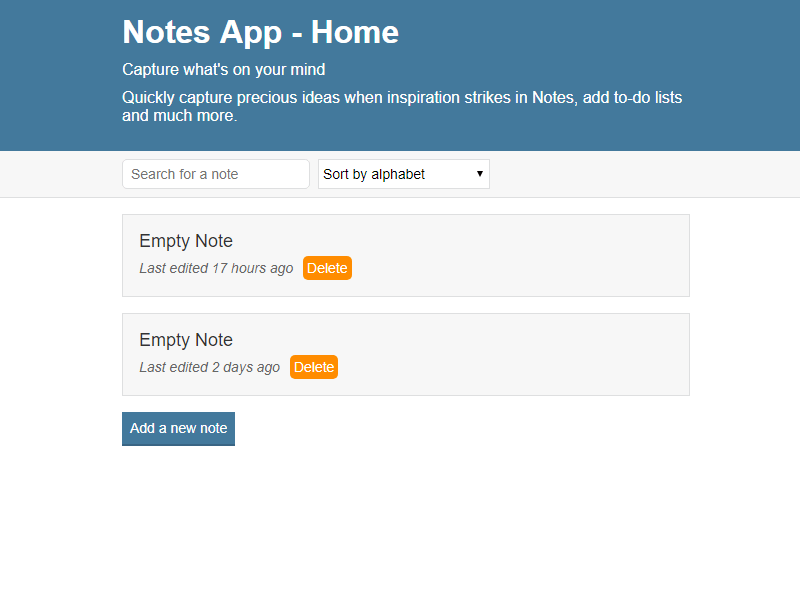 Notes App - Home
Capture what's on your mind
Quickly capture precious ideas when inspiration strikes in Notes, add to-do lists
and much more.
Search for a note
Sort by alphabet
Empty Note
Last edited 17 hours ago Delete
Empty Note
Last edited 2 days ago Delete
Add a new note